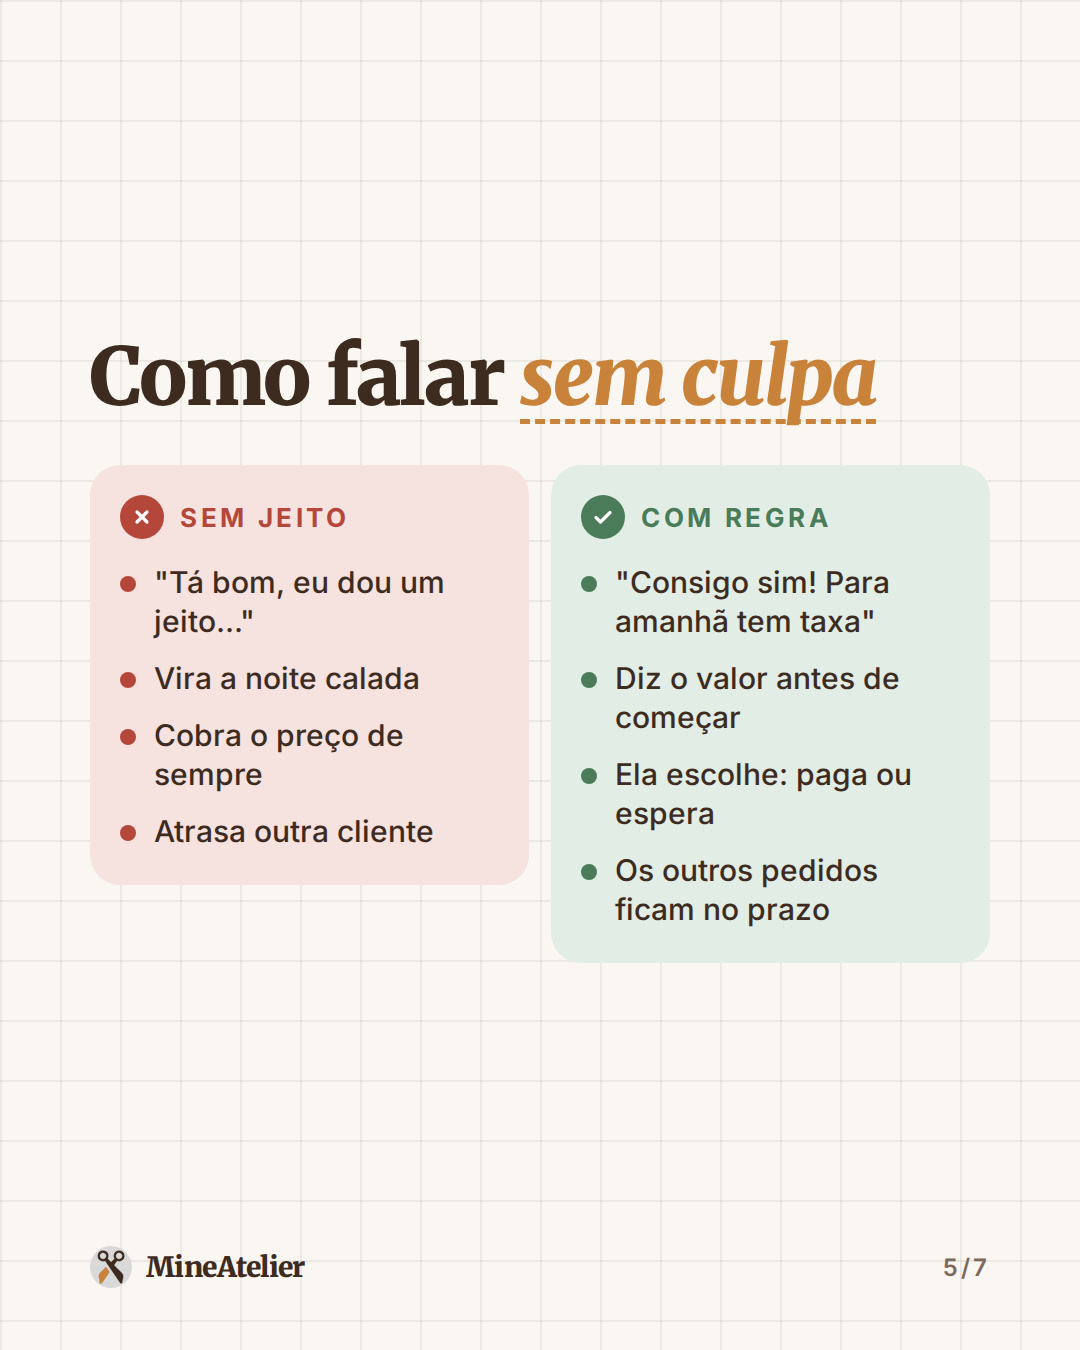 Como falar sem culpa
SEM JEITO
"Tá bom, eu dou um
jeito..."
Vira a noite calada
Cobra o preço de
sempre
Atrasa outra cliente
COM REGRA
"Consigo sim! Para
amanhã tem taxa"
Diz o valor antes de
começar
Ela escolhe: paga ou
espera
Os outros pedidos
ficam no prazo
MineAtelier
5/7